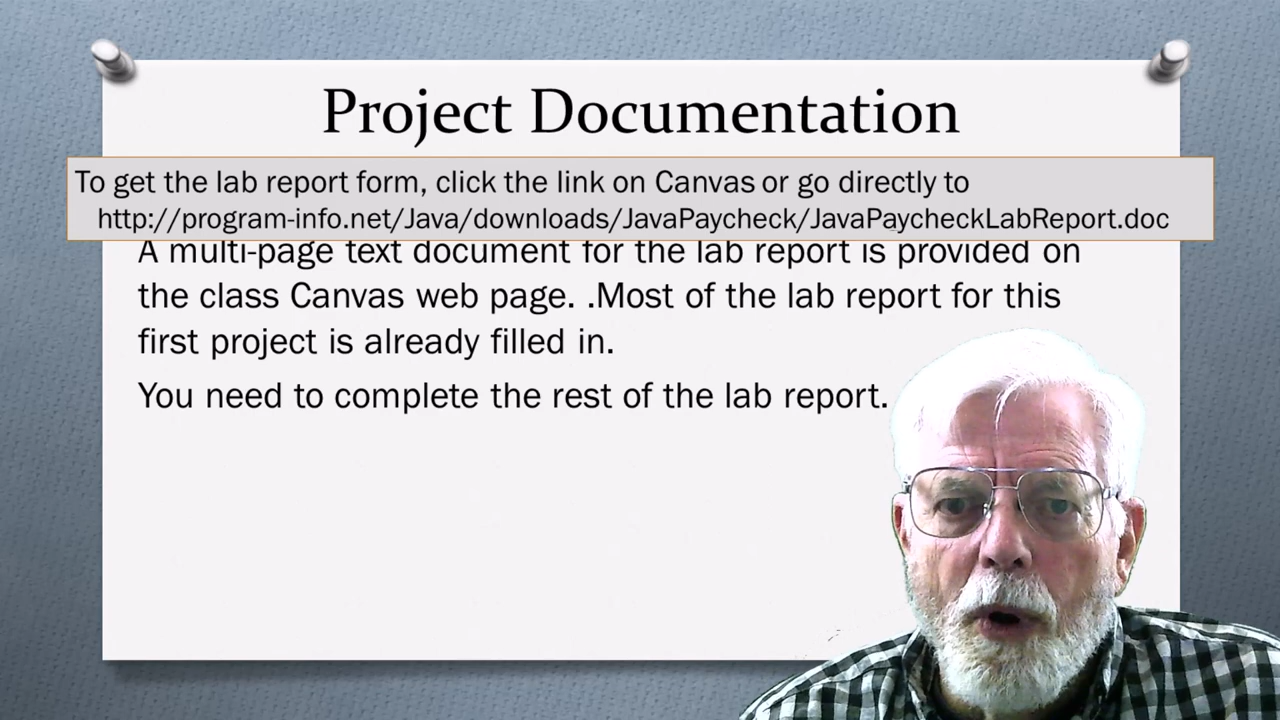 Project Documentation
To get the lab report form, click the link on Canvas or go directly to
http://program-info.net/Java/downloads/JavaPaycheck/JavaPaycheckLabReport.doc
A multi-page text document for the lab report is provided on
the class Canvas web page. .Most of the lab report for this
first project is already filled in.
You need to complete the rest of the lab report.